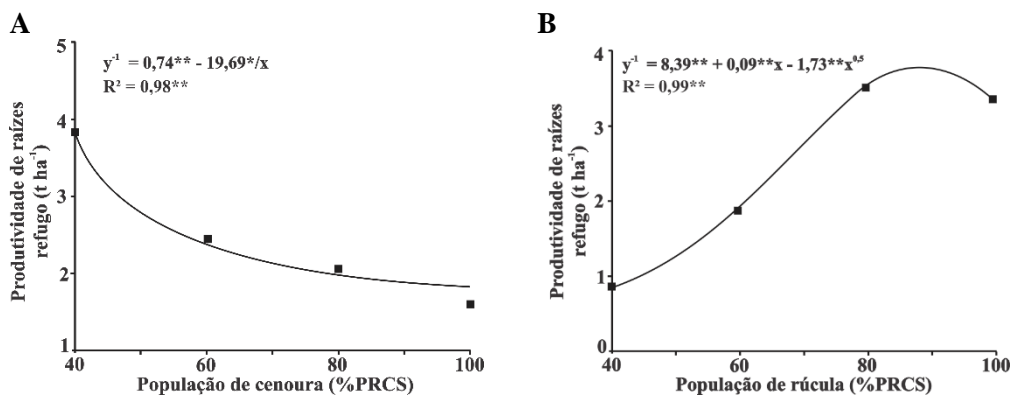 A
y⁻¹ = 0,74** - 19,69*/x
R² = 0,98**
Produtividade de raízes
refugo (t ha⁻¹)
5
4
3
2
1
40
60
80
100
População de cenoura (%PRCS)
B
y⁻¹ = 8,39** + 0,09**x - 1,73**x⁰,⁵
R² = 0,99**
Produtividade de raízes
refugo (t ha⁻¹)
4
3
2
1
0
40
60
80
100
População de rúcula (%PRCS)